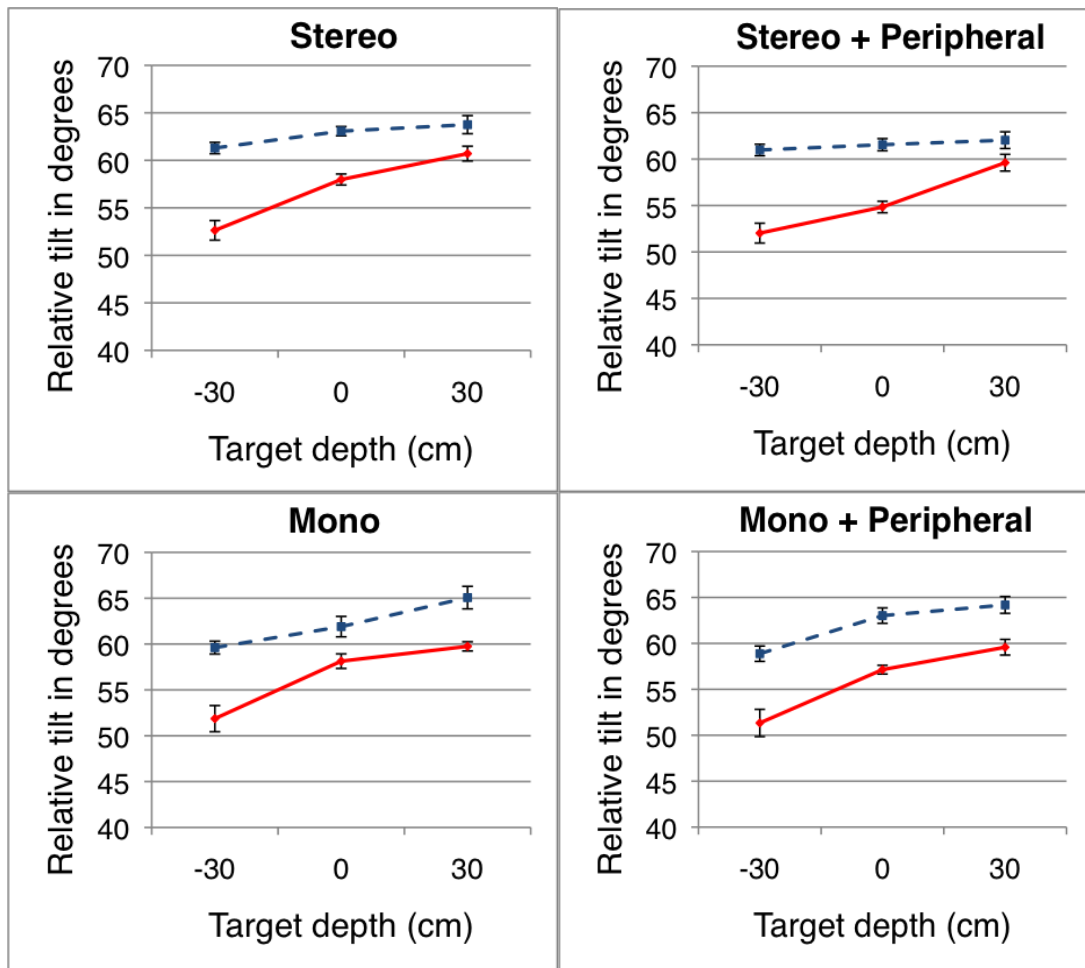 Stereo
Relative tilt in degrees
70
65
60
55
50
45
40
-30 0 30
Target depth (cm)
Stereo + Peripheral
Relative tilt in degrees
70
65
60
55
50
45
40
-30 0 30
Target depth (cm)
Mono
Relative tilt in degrees
70
65
60
55
50
45
40
-30 0 30
Target depth (cm)
Mono + Peripheral
Relative tilt in degrees
70
65
60
55
50
45
40
-30 0 30
Target depth (cm)